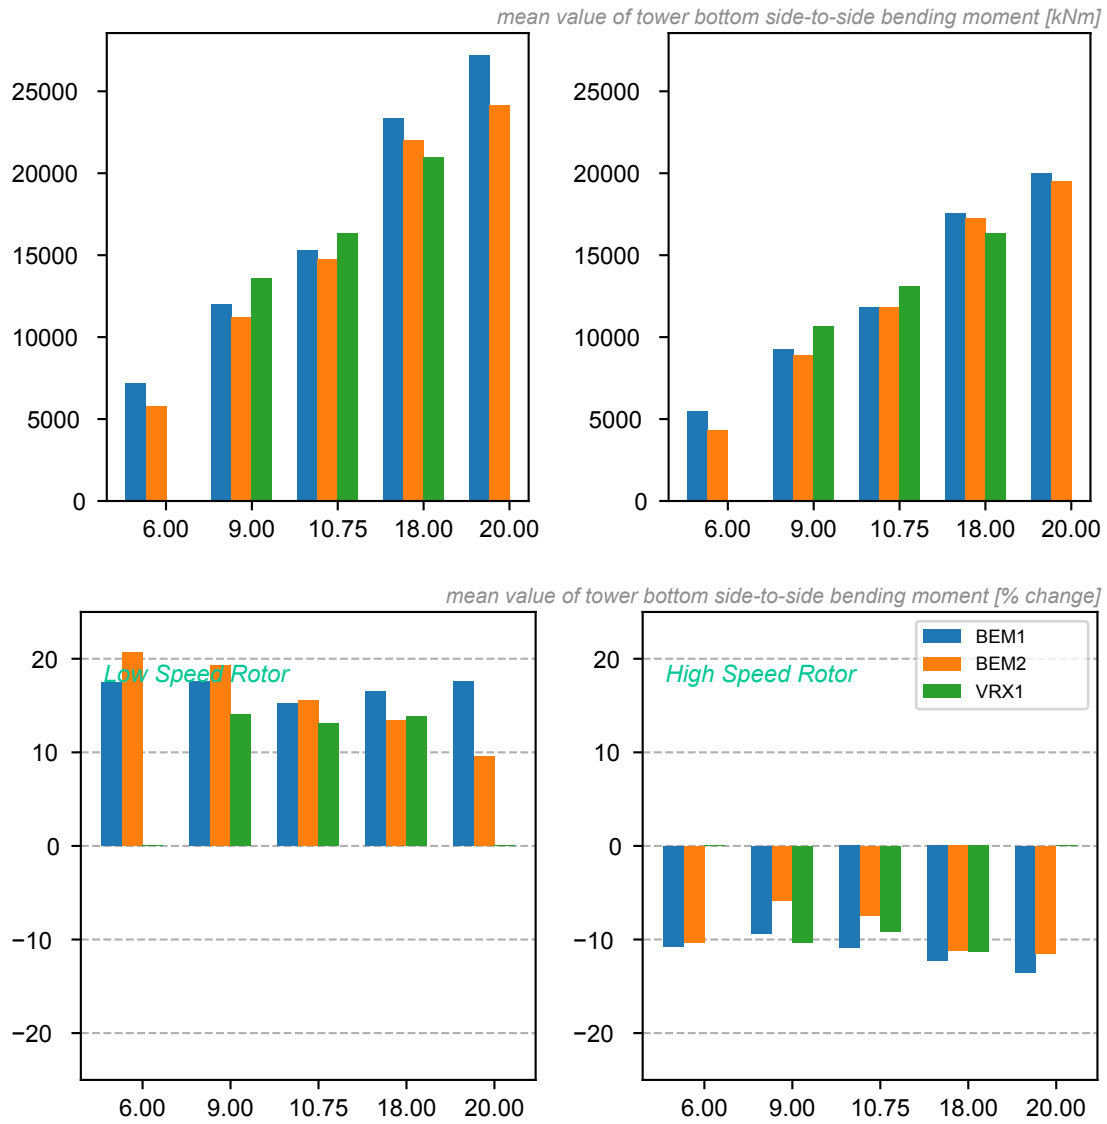 mean value of tower bottom side-to-side bending moment [kNm]
25000
20000
15000
10000
5000
0
6.00 9.00 10.75 18.00 20.00
25000
20000
15000
10000
5000
0
6.00 9.00 10.75 18.00 20.00
mean value of tower bottom side-to-side bending moment [% change]
Low Speed Rotor
20
10
0
−10
−20
6.00 9.00 10.75 18.00 20.00
High Speed Rotor
BEM1
BEM2
VRX1
20
10
0
−10
−20
6.00 9.00 10.75 18.00 20.00